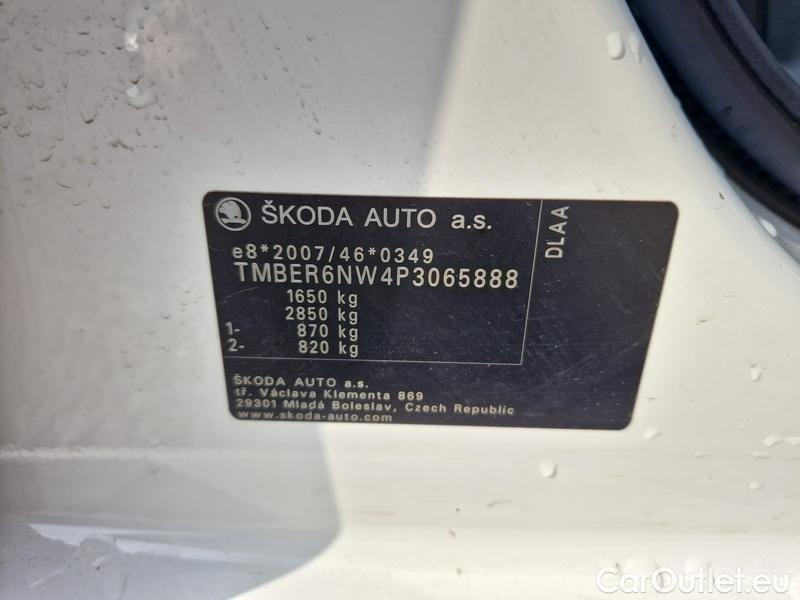 ŠKODA AUTO a.s.
DLAA
e8*2007/46*0349
TMBER6NW4P3065888
1650 kg
2850 kg
1- 870 kg
2- 820 kg
ŠKODA AUTO a.s.
tř. Václava Klementa 869
29301 Mladá Boleslav, Czech Republic
www.skoda-auto.com
CarOutlet.eu